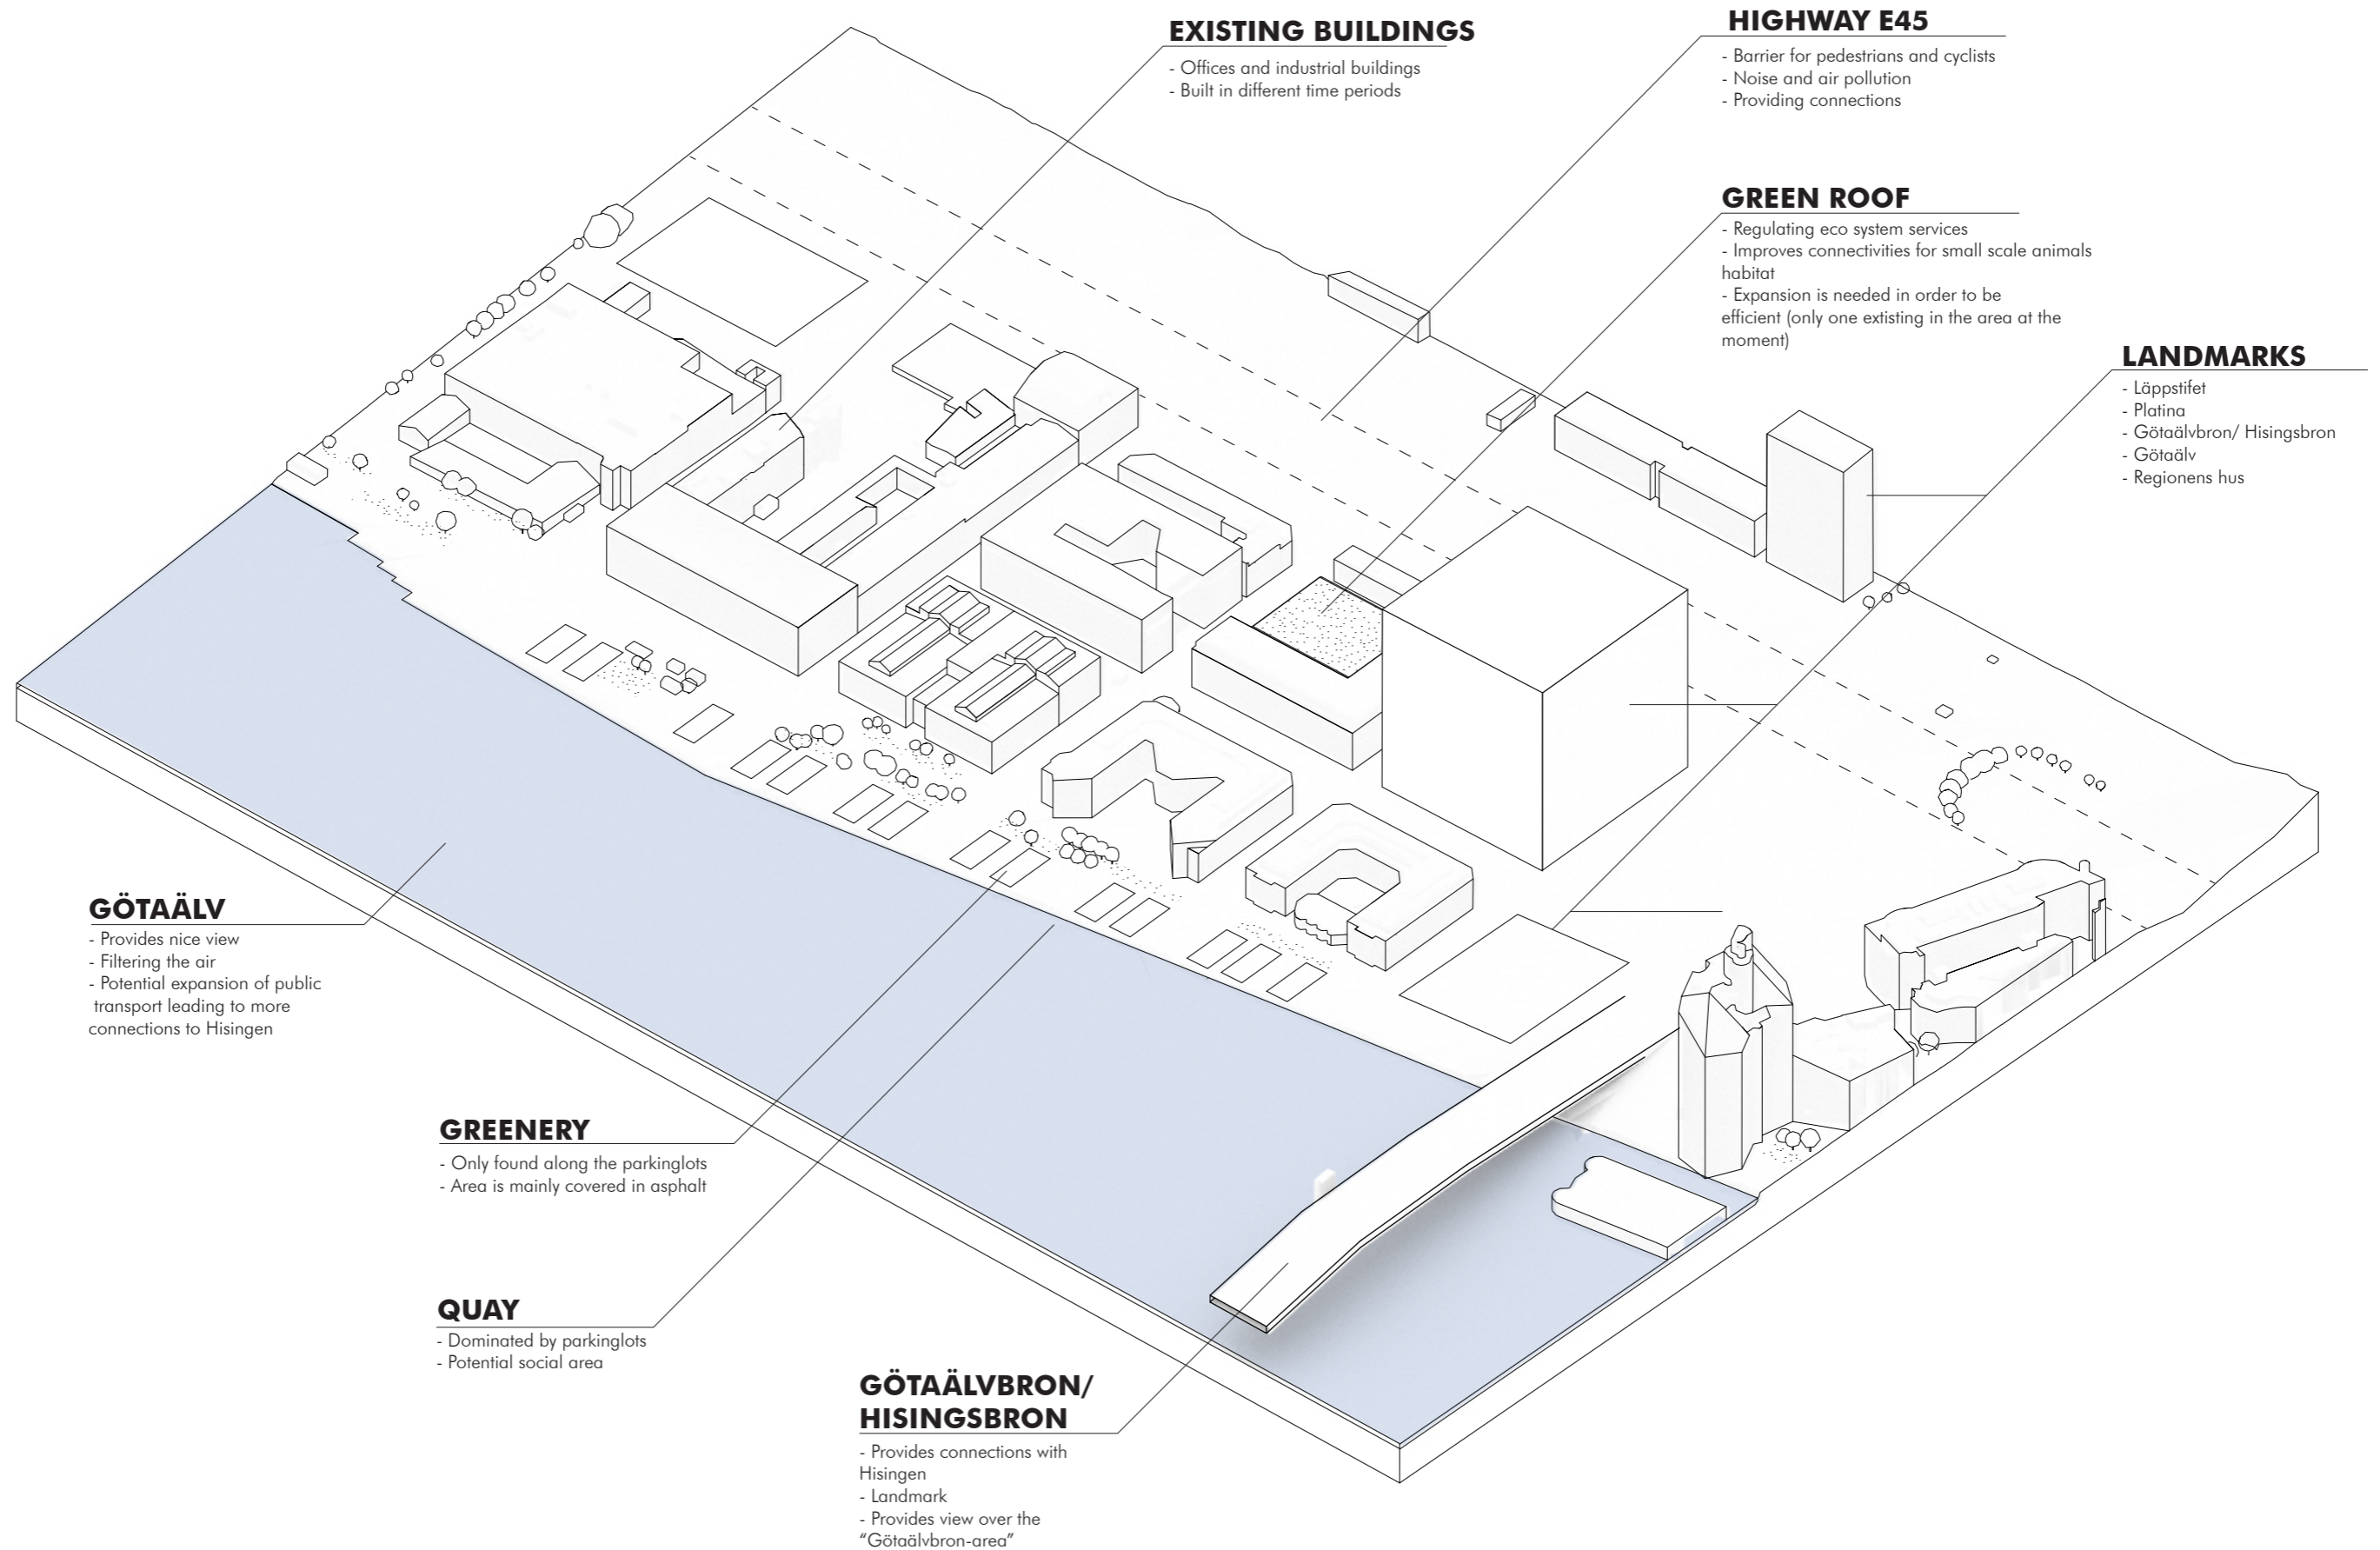 EXISTING BUILDINGS
- Offices and industrial buildings
- Built in different time periods
HIGHWAY E45
- Barrier for pedestrians and cyclists
- Noise and air pollution
- Providing connections
GREEN ROOF
- Regulating eco system services
- Improves connectivities for small scale animals
habitat
- Expansion is needed in order to be
efficient (only one extisting in the area at the
moment)
LANDMARKS
- Läppstifet
- Platina
- Götaälvbron/ Hisingsbron
- Götaälv
- Regionens hus
GÖTAÄLV
- Provides nice view
- Filtering the air
- Potential expansion of public
transport leading to more
connections to Hisingen
GREENERY
- Only found along the parkinglots
- Area is mainly covered in asphalt
QUAY
- Dominated by parkinglots
- Potential social area
GÖTAÄLVBRON/
HISINGSBRON
- Provides connections with
Hisingen
- Landmark
- Provides view over the
“Götaälvbron-area”